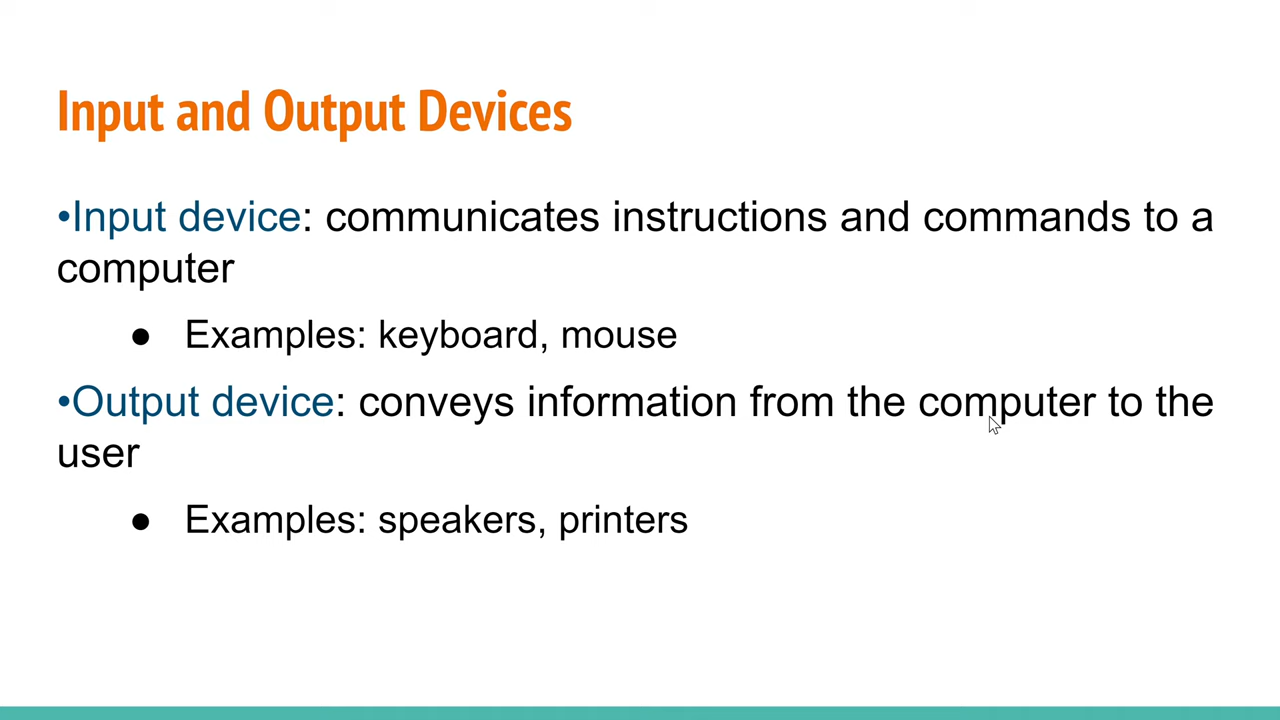 Input and Output Devices
•Input device: communicates instructions and commands to a
computer
● Examples: keyboard, mouse
•Output device: conveys information from the computer to the
user
● Examples: speakers, printers